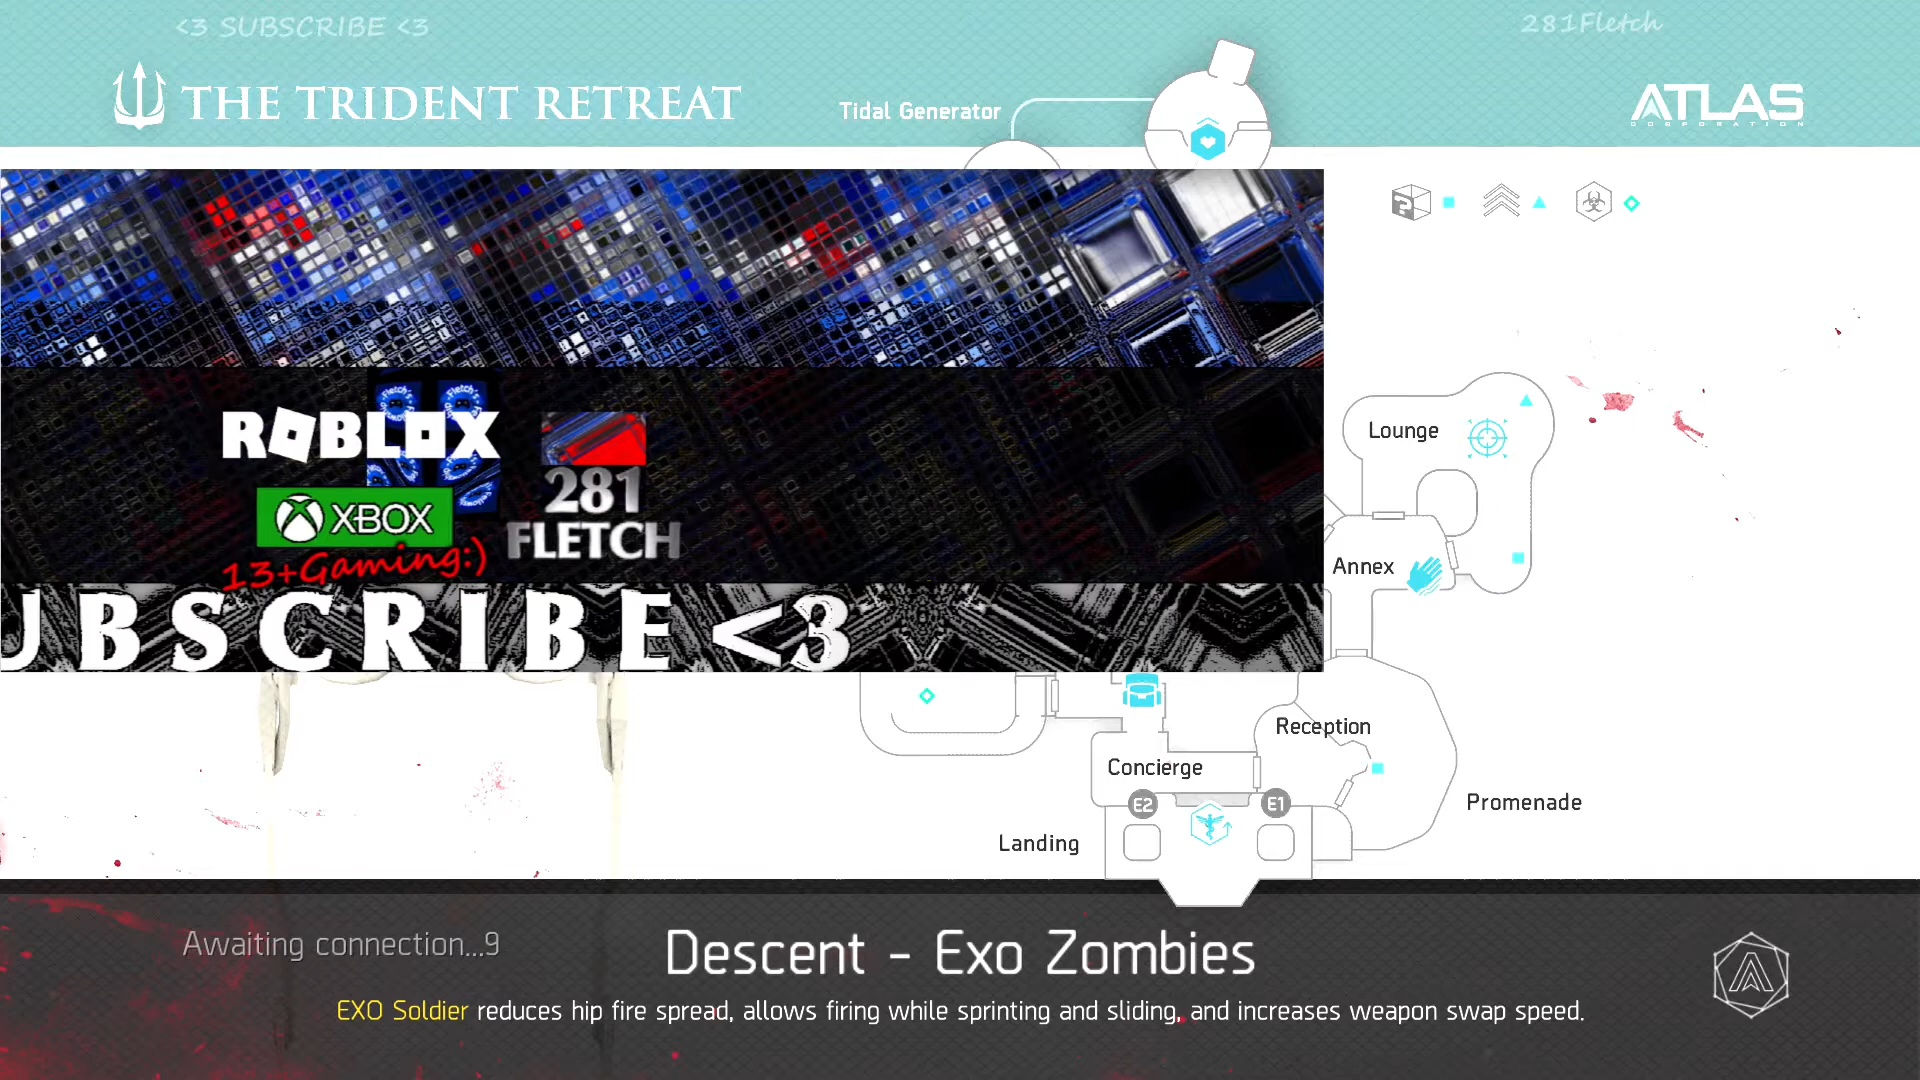 <3 SUBSCRIBE <3
281Fletch
THE TRIDENT RETREAT
Tidal Generator
ATLAS
CORPORATION
?
Lounge
ROBLOX
281
FLETCH
XBOX
13+Gaming:)
Annex
UBSCRIBE <3
Reception
Concierge
Promenade
E2
E1
Landing
Awaiting connection...9
Descent - Exo Zombies
EXO Soldier reduces hip fire spread, allows firing while sprinting and sliding, and increases weapon swap speed.